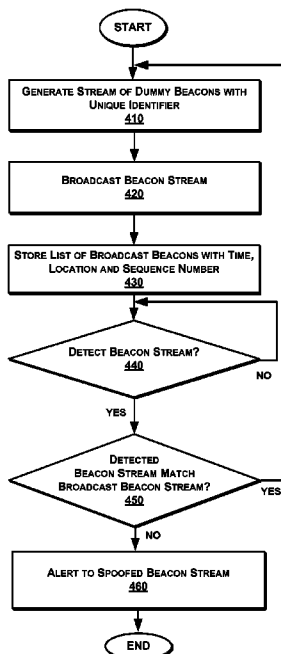 START
GENERATE STREAM OF DUMMY BEACONS WITH
UNIQUE IDENTIFIER
410
BROADCAST BEACON STREAM
420
STORE LIST OF BROADCAST BEACONS WITH TIME,
LOCATION AND SEQUENCE NUMBER
430
DETECT BEACON STREAM?
440
NO
YES
DETECTED
BEACON STREAM MATCH
BROADCAST BEACON STREAM?
450
YES
NO
ALERT TO SPOOFED BEACON STREAM
460
END